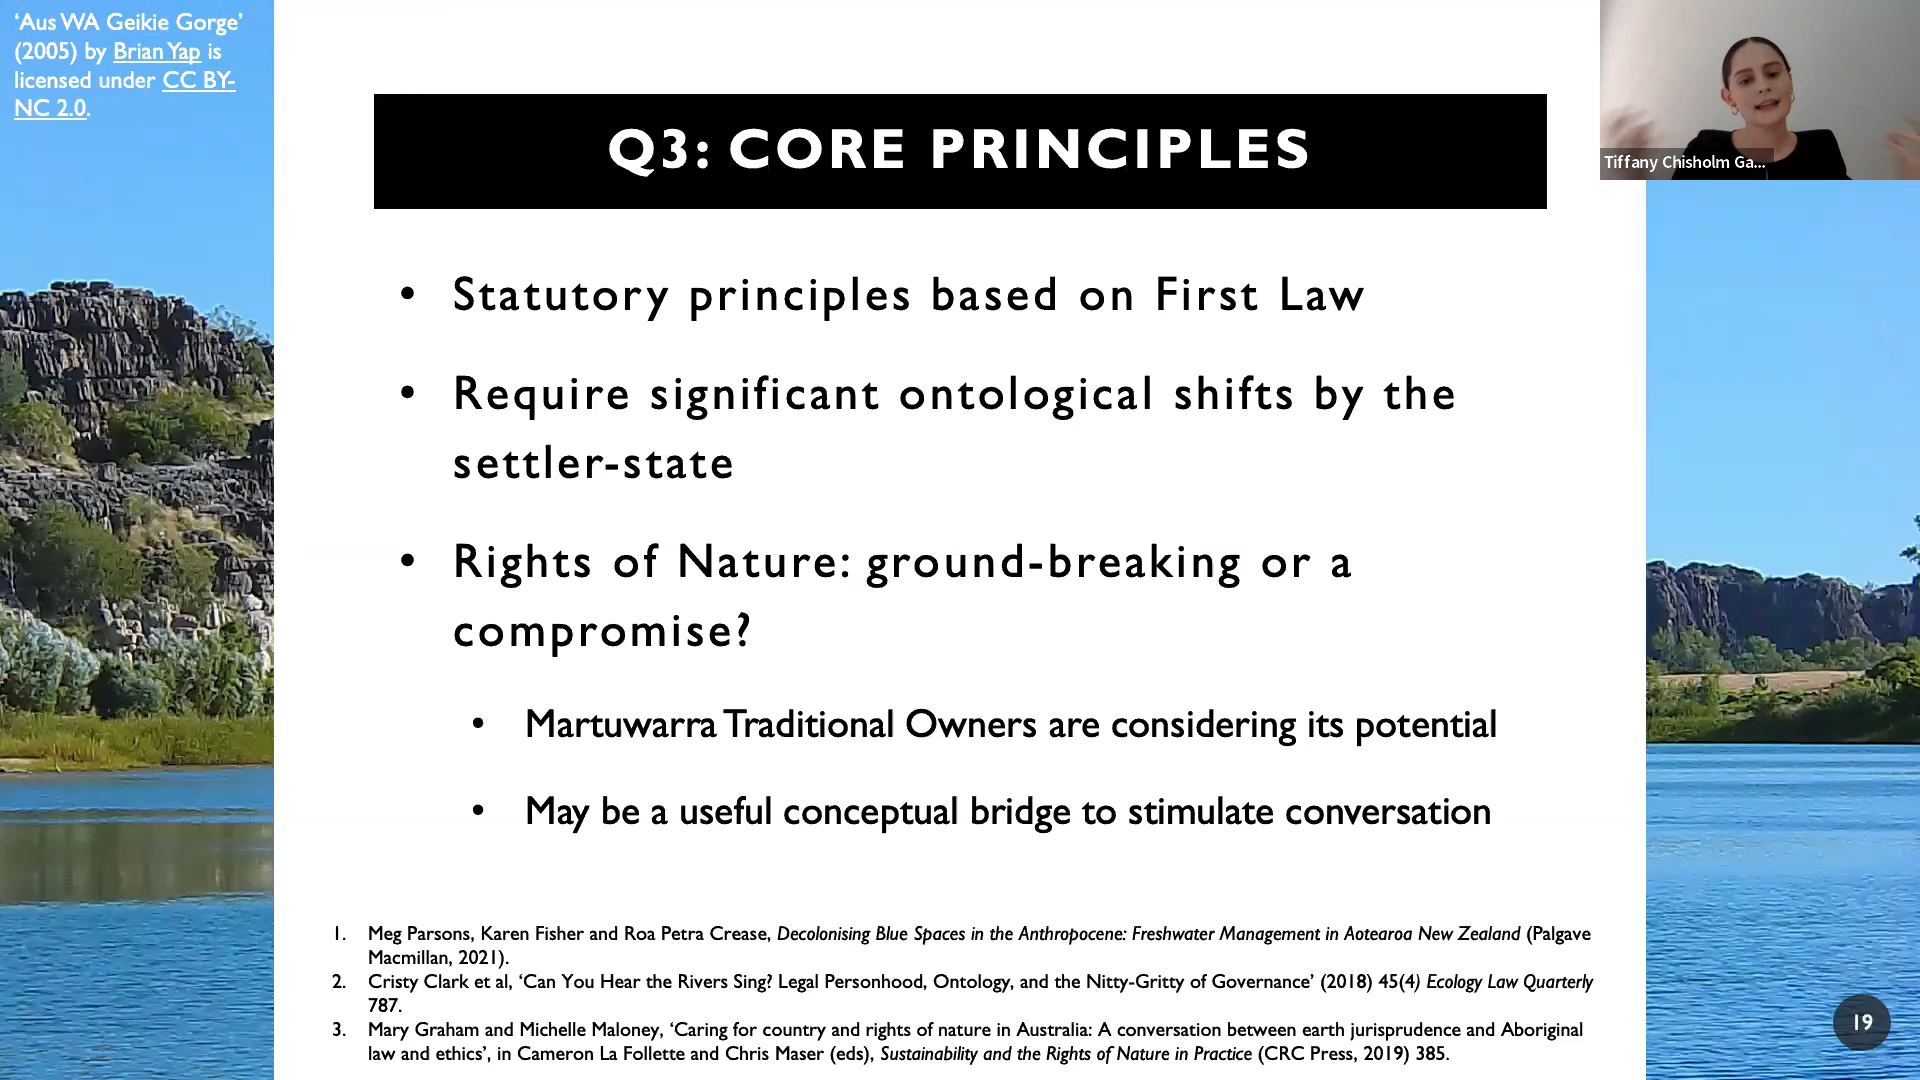 ‘Aus WA Geikie Gorge’
(2005) by Brian Yap is
licensed under CC BY-
NC 2.0.
Tiffany Chisholm Ga...
Q3: CORE PRINCIPLES
• Statutory principles based on First Law
• Require significant ontological shifts by the
settler-state
• Rights of Nature: ground-breaking or a
compromise?
• Martuwarra Traditional Owners are considering its potential
• May be a useful conceptual bridge to stimulate conversation
1. Meg Parsons, Karen Fisher and Roa Petra Crease, Decolonising Blue Spaces in the Anthropocene: Freshwater Management in Aotearoa New Zealand (Palgave
Macmillan, 2021).
2. Cristy Clark et al, ‘Can You Hear the Rivers Sing? Legal Personhood, Ontology, and the Nitty-Gritty of Governance’ (2018) 45(4) Ecology Law Quarterly
787.
3. Mary Graham and Michelle Maloney, ‘Caring for country and rights of nature in Australia: A conversation between earth jurisprudence and Aboriginal
law and ethics’, in Cameron La Follette and Chris Maser (eds), Sustainability and the Rights of Nature in Practice (CRC Press, 2019) 385.
19